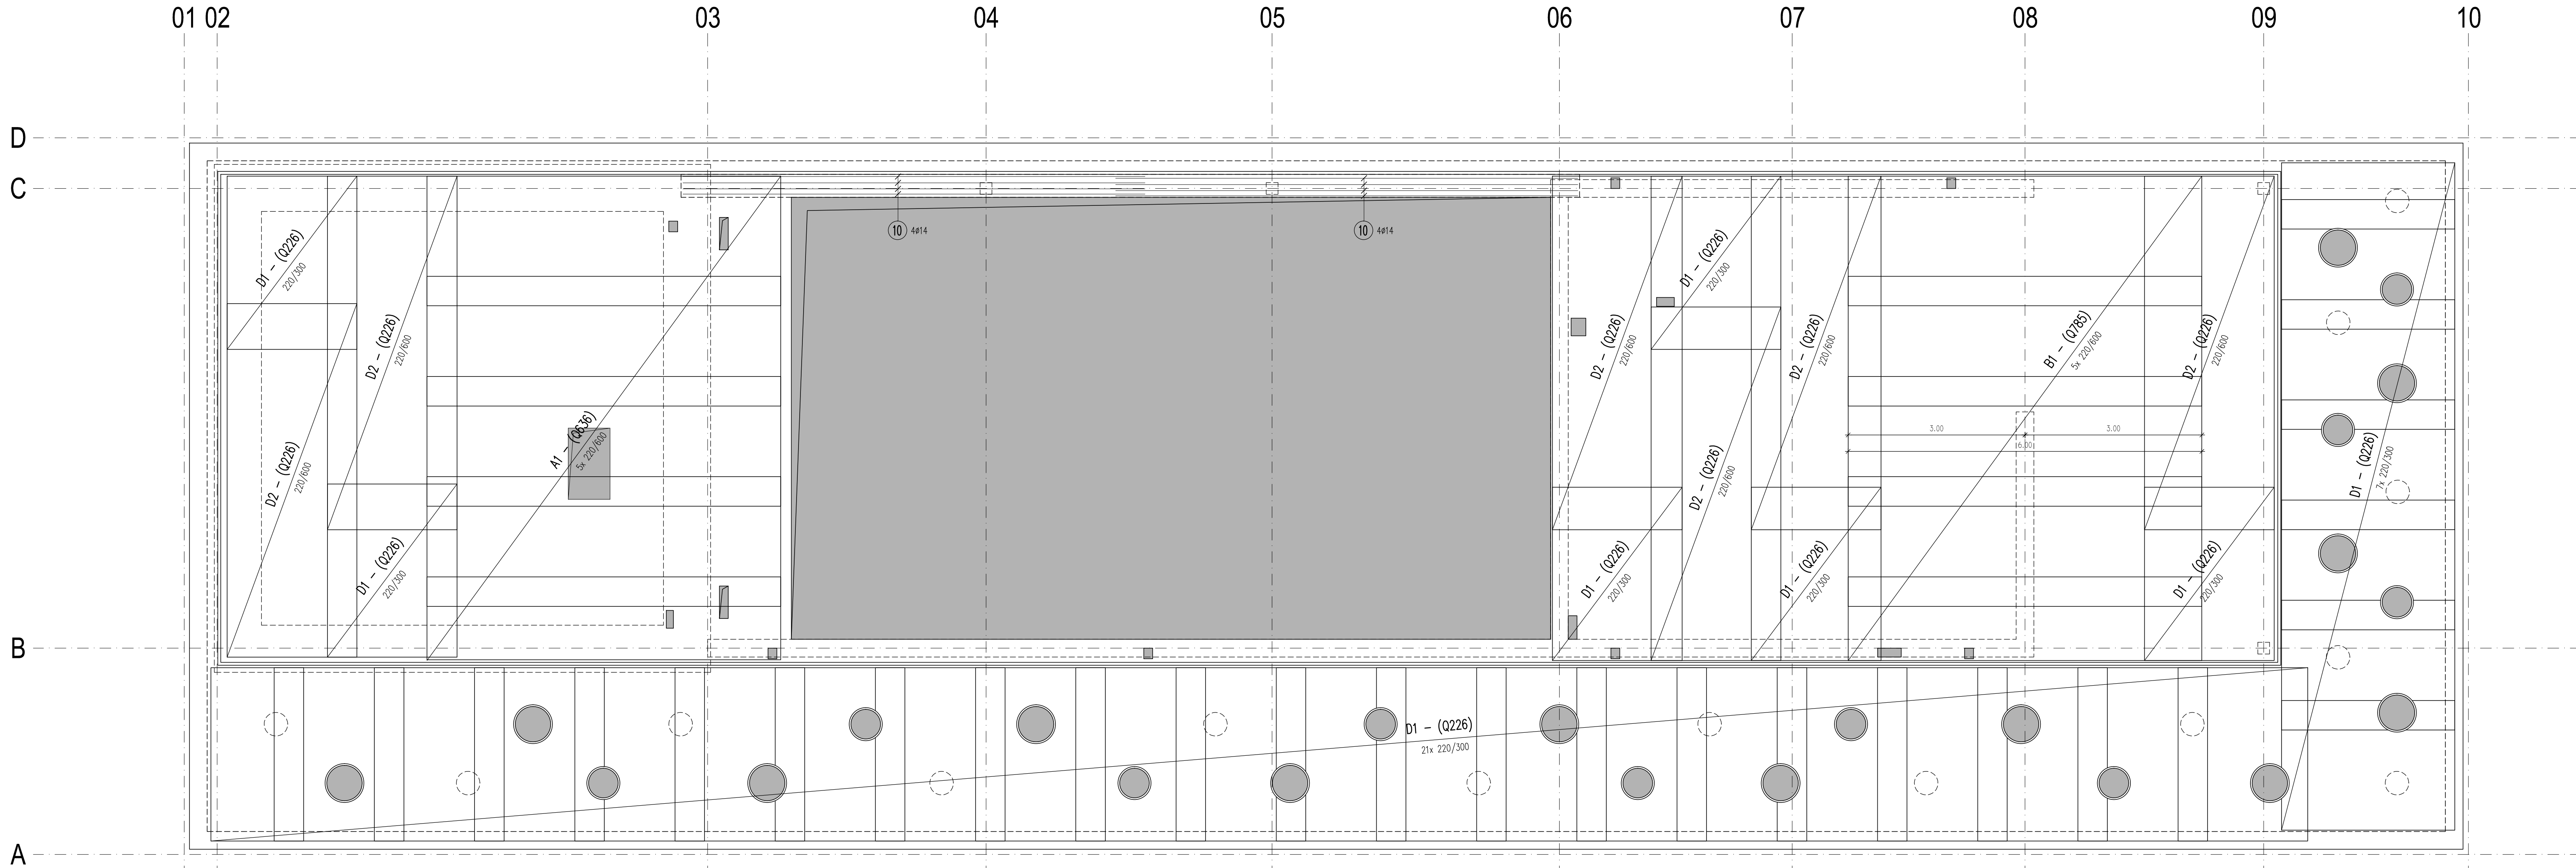 01 02 03 04 05 06 07 08 09 10
D
C
B
A
D1 - (Q226)
220/300
D2 - (Q226)
220/600
D2 - (Q226)
220/600
D1 - (Q226)
220/300
A1 - (Q636)
5x 220/600
10 4ø14
10 4ø14
D2 - (Q226)
220/600
D1 - (Q226)
220/300
D1 - (Q226)
220/300
D2 - (Q226)
220/600
D2 - (Q226)
220/600
D1 - (Q226)
220/300
B1 - (Q785)
5x 220/600
3.00 3.00
16.00
D2 - (Q226)
220/600
D1 - (Q226)
220/300
D1 - (Q226)
7x 220/300
D1 - (Q226)
21x 220/300